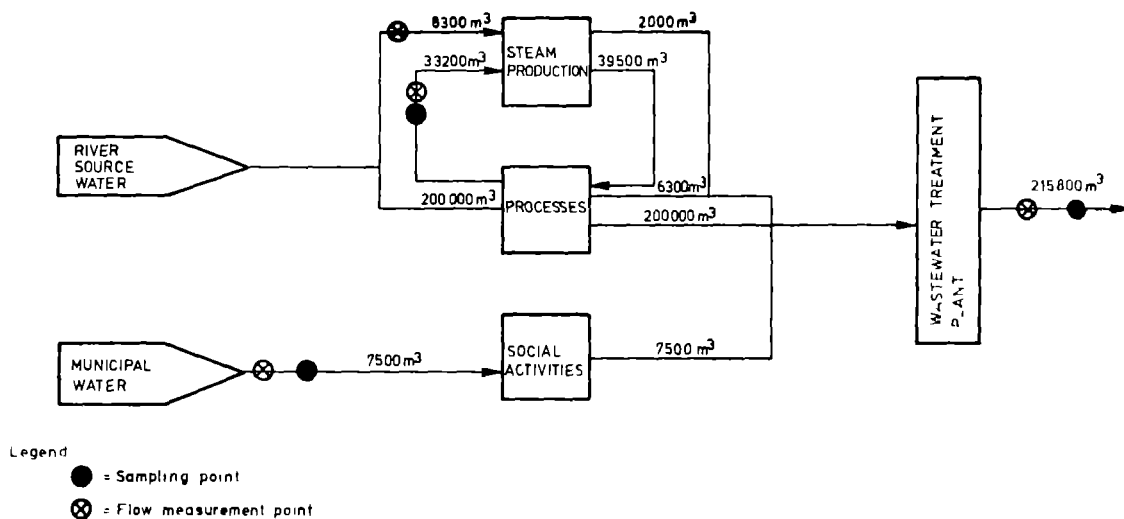 8300 m³
2000 m³
STEAM
PRODUCTION
33200 m³
39500 m³
RIVER
SOURCE
WATER
200 000 m³
PROCESSES
6300 m³
200000 m³
WASTEWATER TREATMENT
PLANT
215800 m³
MUNICIPAL
WATER
7500 m³
SOCIAL
ACTIVITIES
7500 m³
Legend
= Sampling point
= Flow measurement point